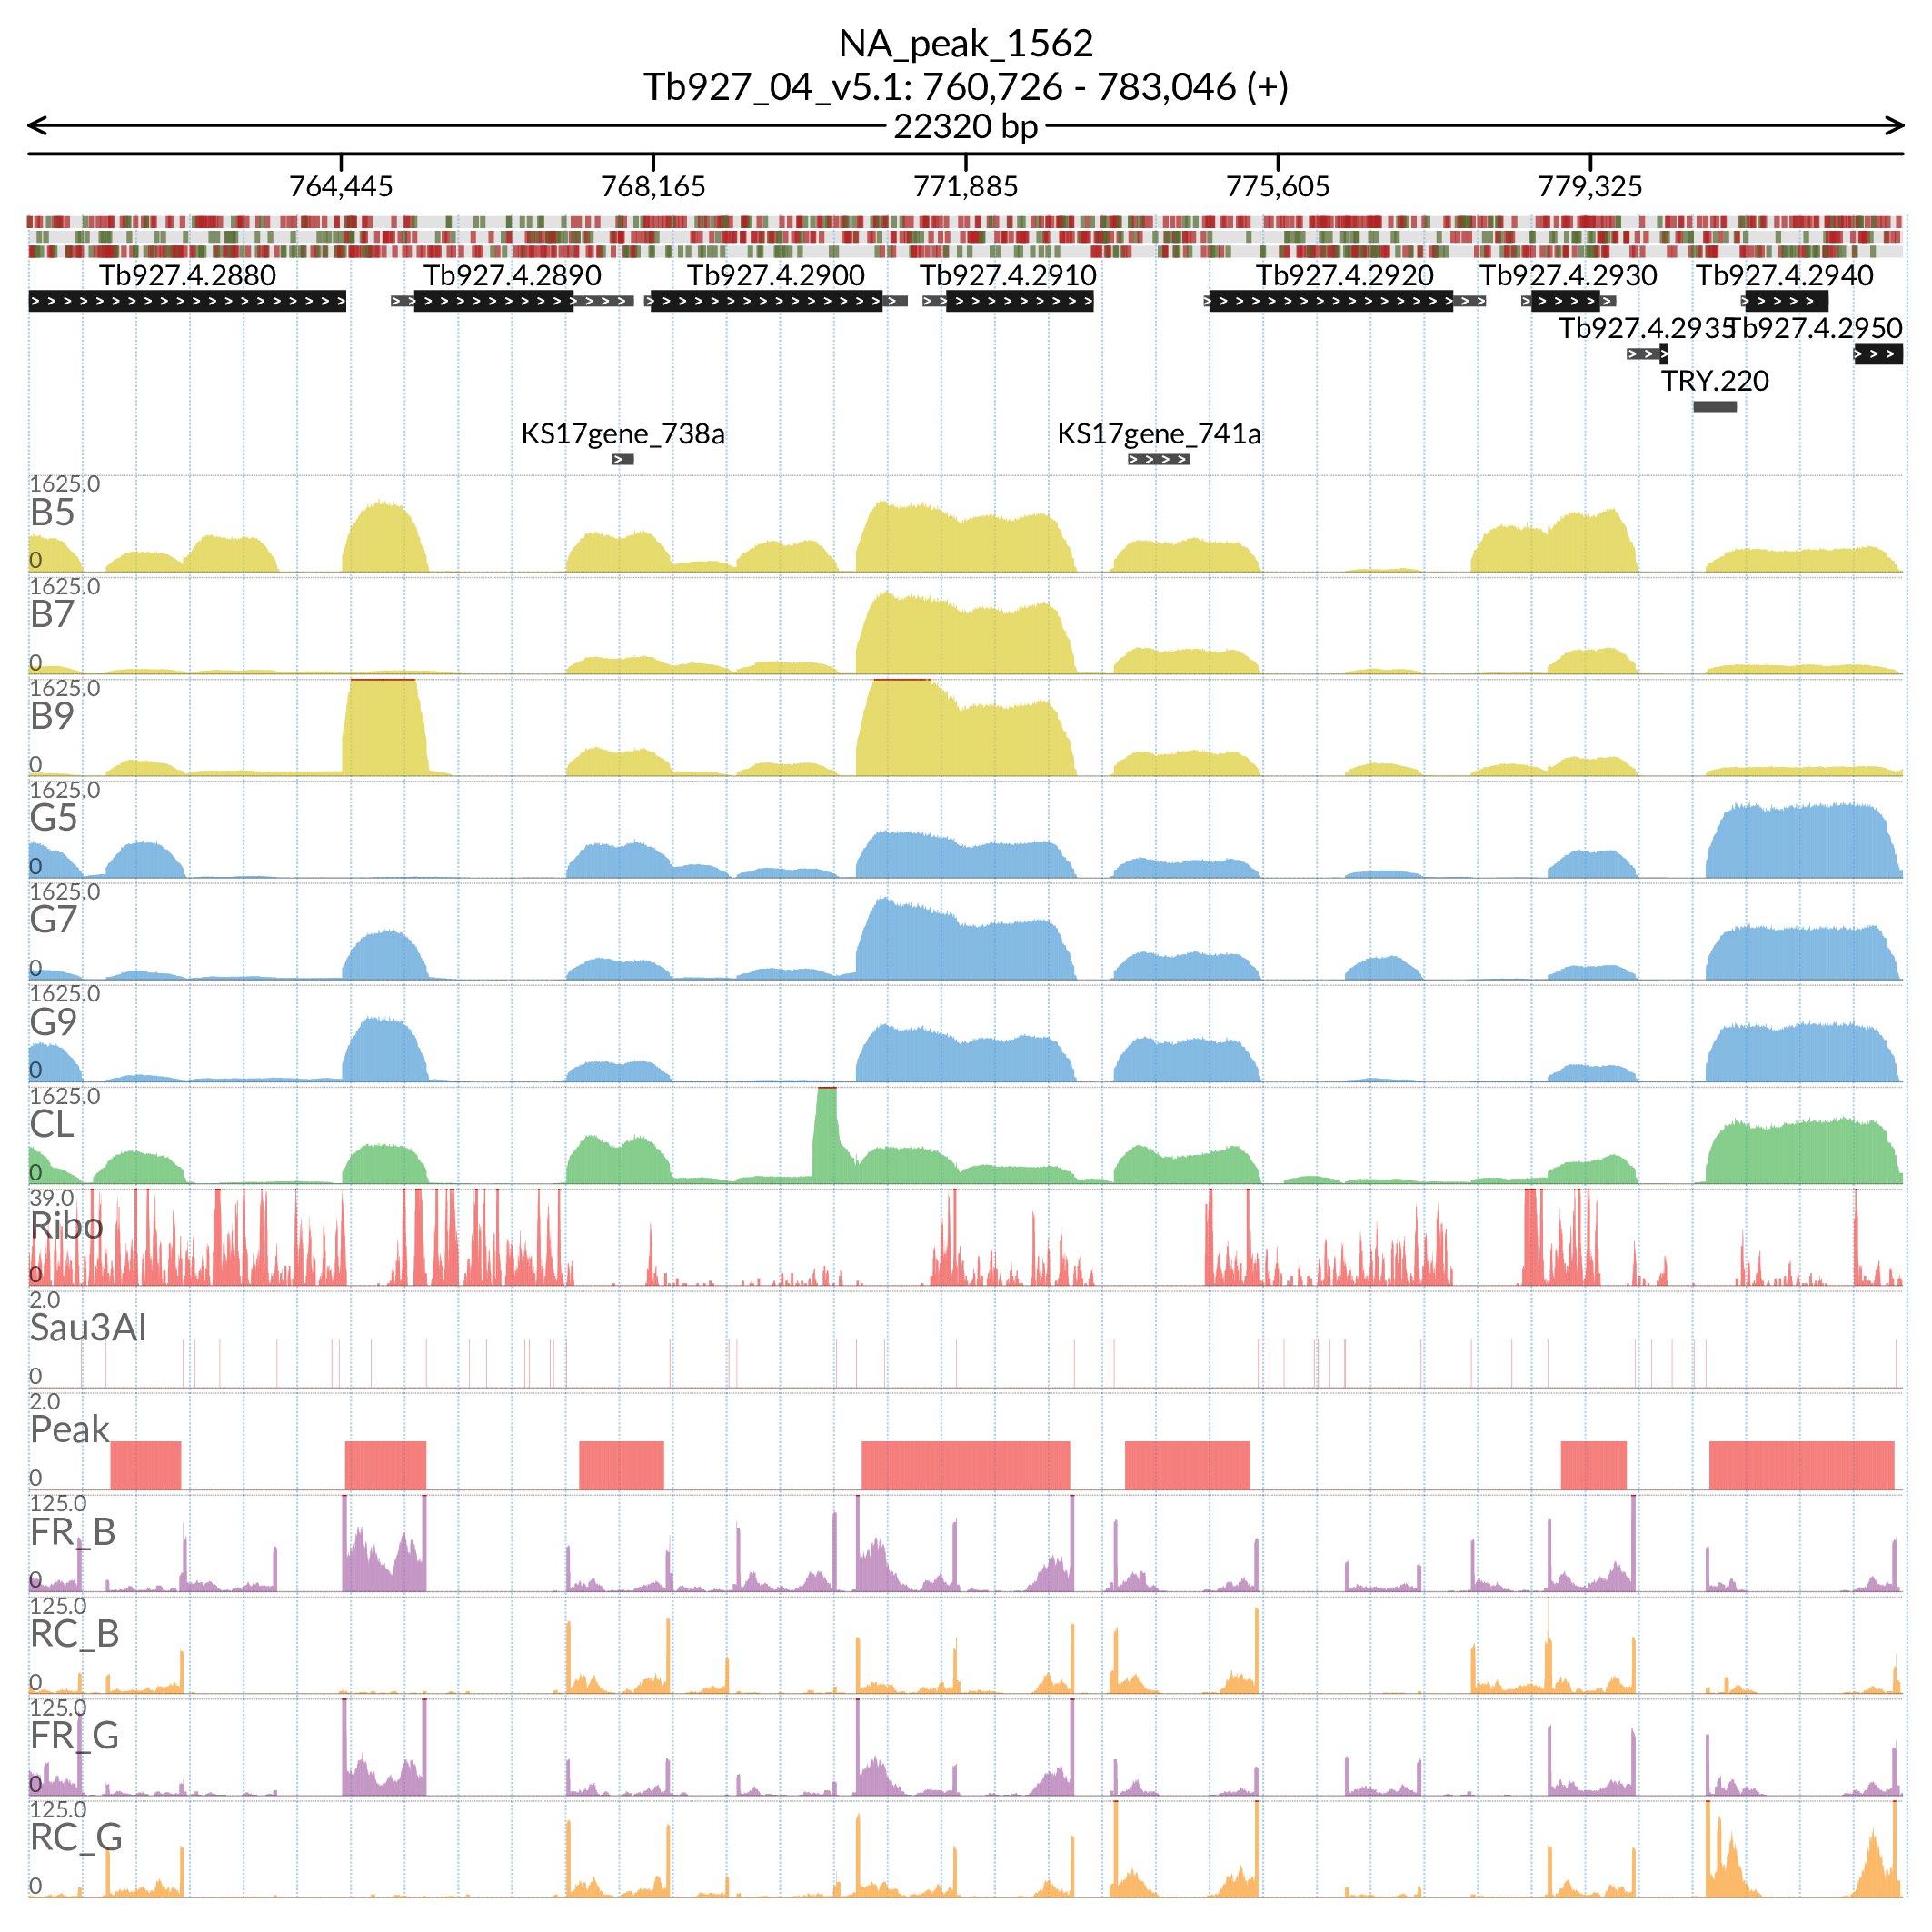 NA_peak_1562
Tb927_04_v5.1: 760,726 - 783,046 (+)
22320 bp
764,445 768,165 771,885 775,605 779,325
Tb927.4.2880 Tb927.4.2890 Tb927.4.2900 Tb927.4.2910 Tb927.4.2920 Tb927.4.2930 Tb927.4.2940
Tb927.4.2935 Tb927.4.2950
TRY.220
KS17gene_738a KS17gene_741a
1625.0
B5
0
1625.0
B7
0
1625.0
B9
0
1625.0
G5
0
1625.0
G7
0
1625.0
G9
0
1625.0
CL
0
39.0
Ribo
0
2.0
Sau3AI
0
2.0
Peak
0
125.0
FR_B
0
125.0
RC_B
0
125.0
FR_G
0
125.0
RC_G
0